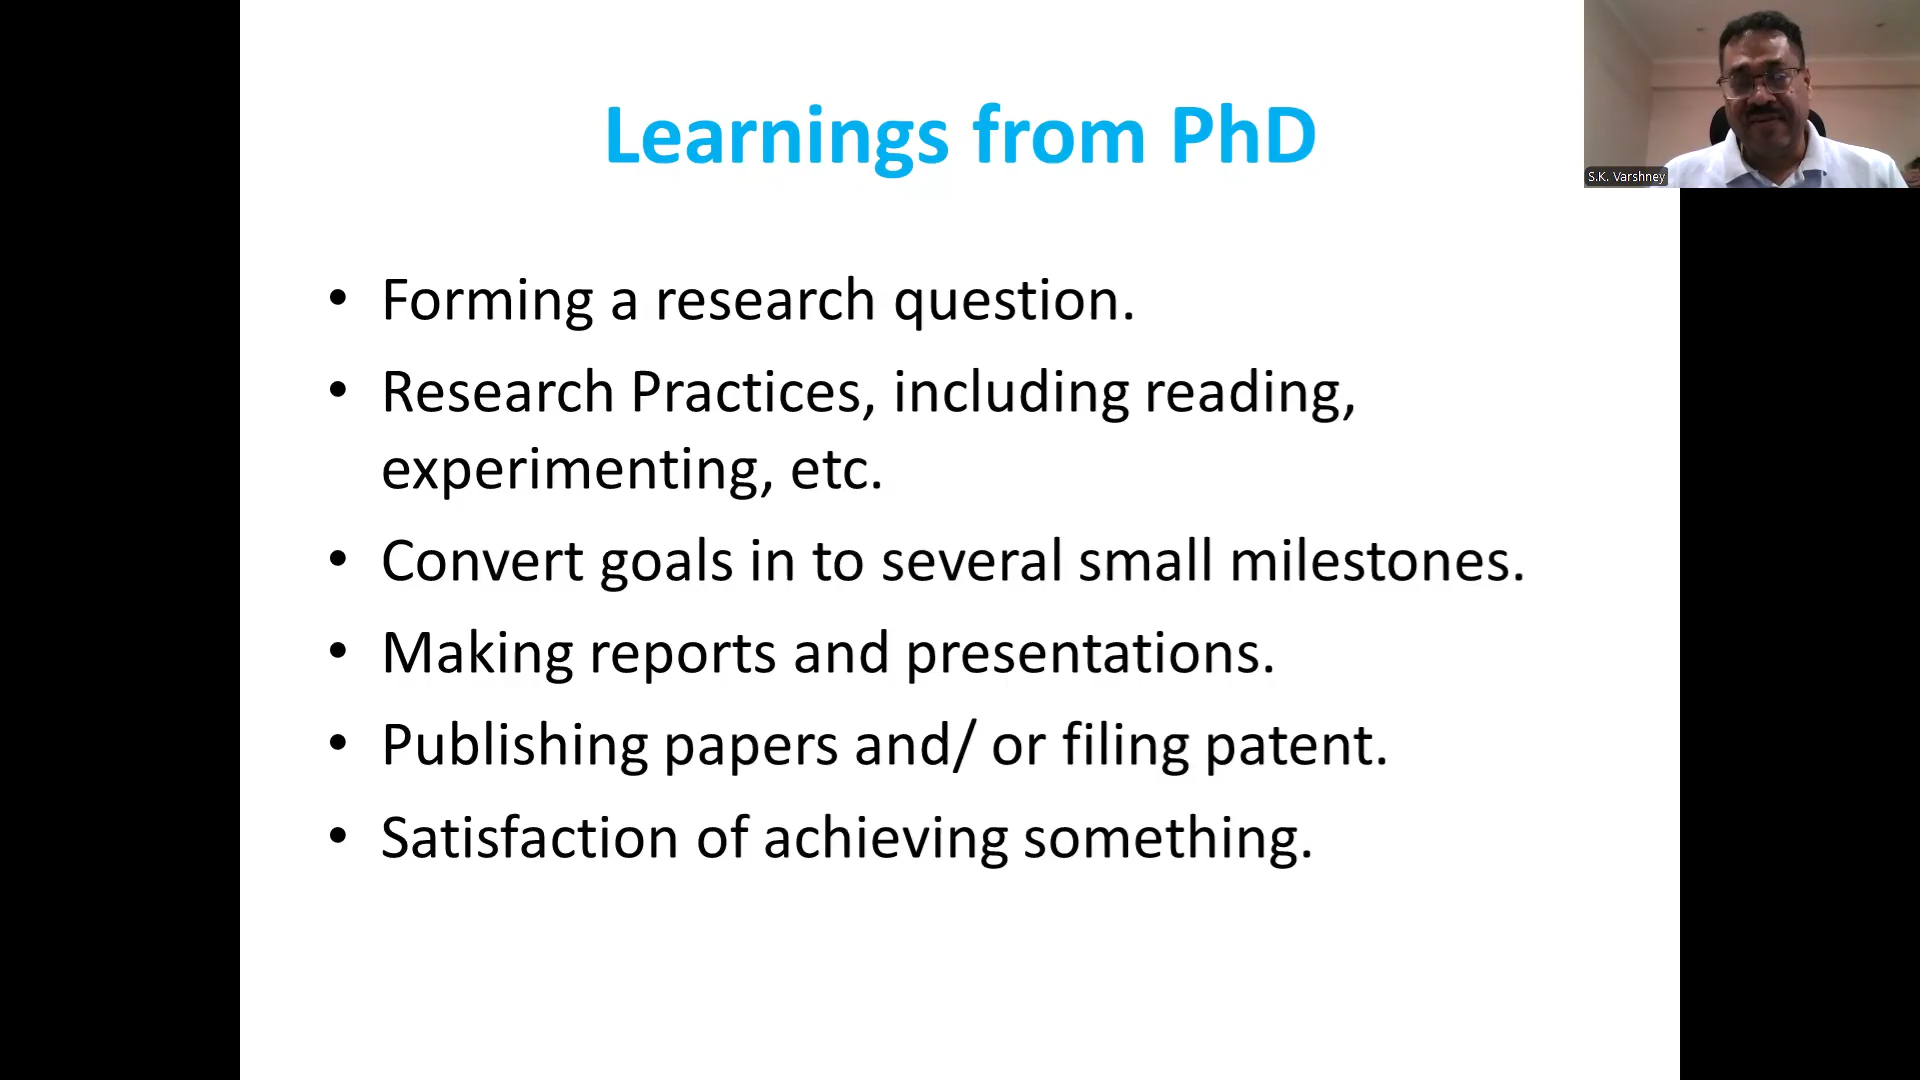 Learnings from PhD
S.K. Varshney
• Forming a research question.
• Research Practices, including reading,
experimenting, etc.
• Convert goals in to several small milestones.
• Making reports and presentations.
• Publishing papers and/ or filing patent.
• Satisfaction of achieving something.